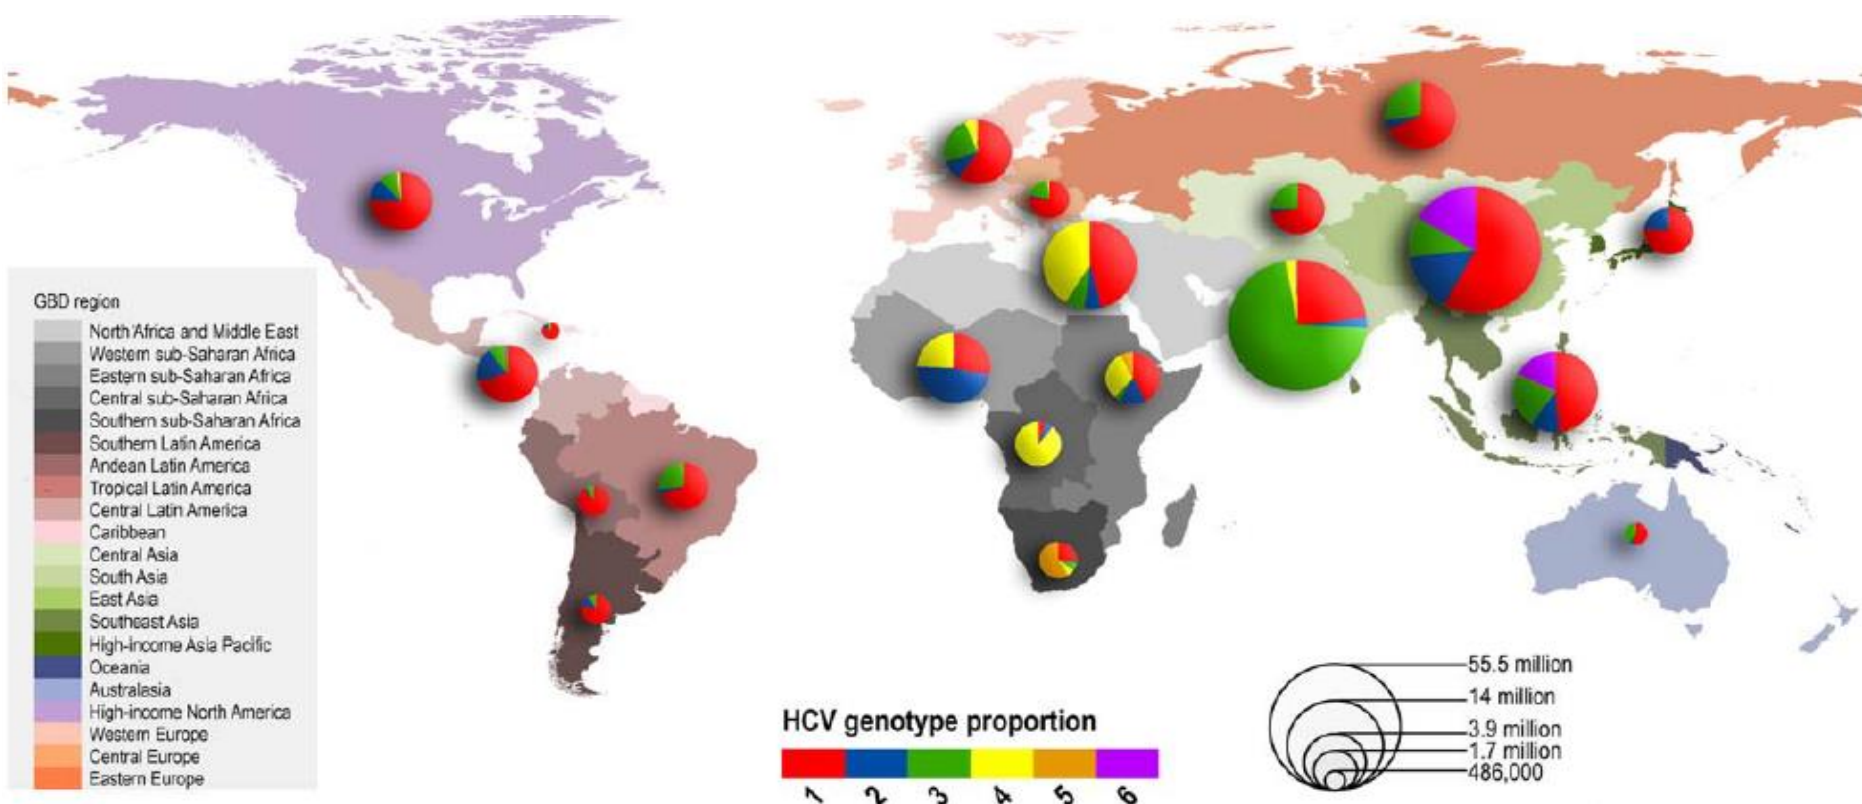 GBD region
North Africa and Middle East
Western sub-Saharan Africa
Eastern sub-Saharan Africa
Central sub-Saharan Africa
Southern sub-Saharan Africa
Southern Latin America
Andean Latin America
Tropical Latin America
Central Latin America
Caribbean
Central Asia
South Asia
East Asia
Southeast Asia
High-income Asia Pacific
Oceania
Australasia
High-income North America
Western Europe
Central Europe
Eastern Europe
HCV genotype proportion
1 2 3 4 5 6
55.5 million
14 million
3.9 million
1.7 million
486,000